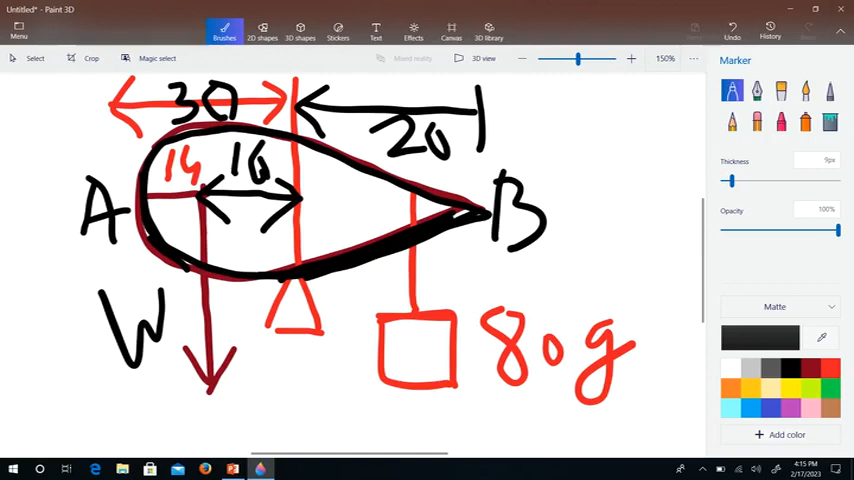 Untitled* - Paint 3D
Menu
Brushes
2D shapes
3D shapes
Stickers
Text
Effects
Canvas
3D library
Undo
History
Select
Crop
Magic select
Mixed reality
3D view
150%
Marker
Thickness
9px
Opacity
100%
Matte
Add color
30
20
14
16
A
B
W
80g
4:15 PM
2/17/2023